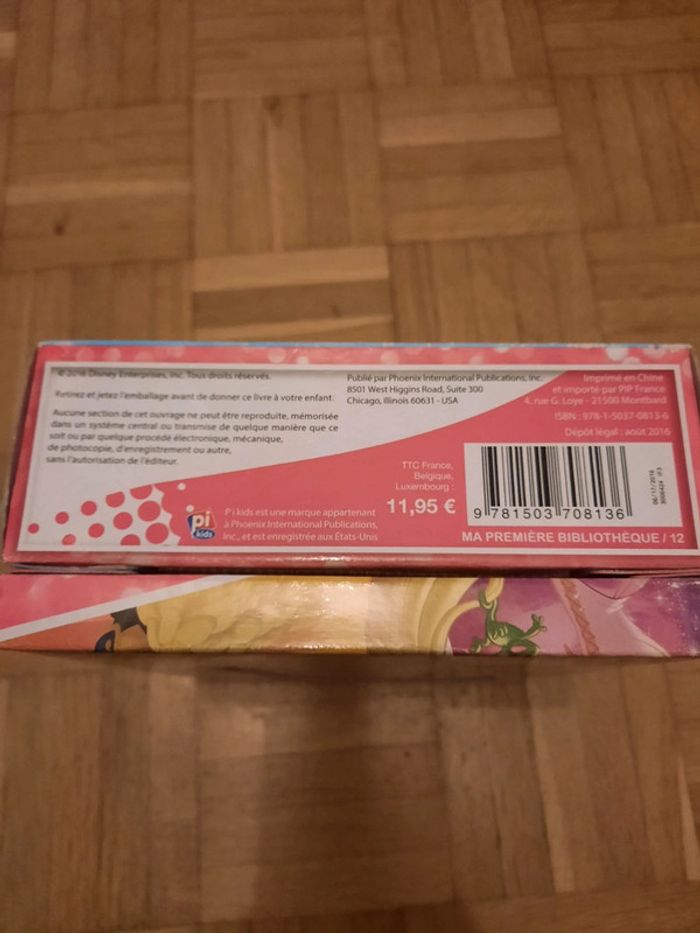 © 2016 Disney Enterprises, Inc. Tous droits réservés.
Retirez et jetez l'emballage avant de donner ce livre à votre enfant.
Aucune section de cet ouvrage ne peut être reproduite, mémorisée
dans un système central ou transmise de quelque manière que ce
soit ou par quelque procédé électronique, mécanique,
de photocopie, d'enregistrement ou autre,
sans l'autorisation de l'éditeur.
Publié par Phoenix International Publications, Inc.
8501 West Higgins Road, Suite 300
Chicago, Illinois 60631 - USA
Imprimé en Chine
et importé par PIP France
4, rue G. Loye - 21500 Montbard
ISBN : 978-1-5037-0813-6
Dépôt légal : août 2016
pi
kids
P i kids est une marque appartenant
à Phoenix International Publications,
Inc., et est enregistrée aux États-Unis
TTC France,
Belgique,
Luxembourg :
11,95 €
9 781503 708136
06/17/2016
MA PREMIÈRE BIBLIOTHÈQUE / 12